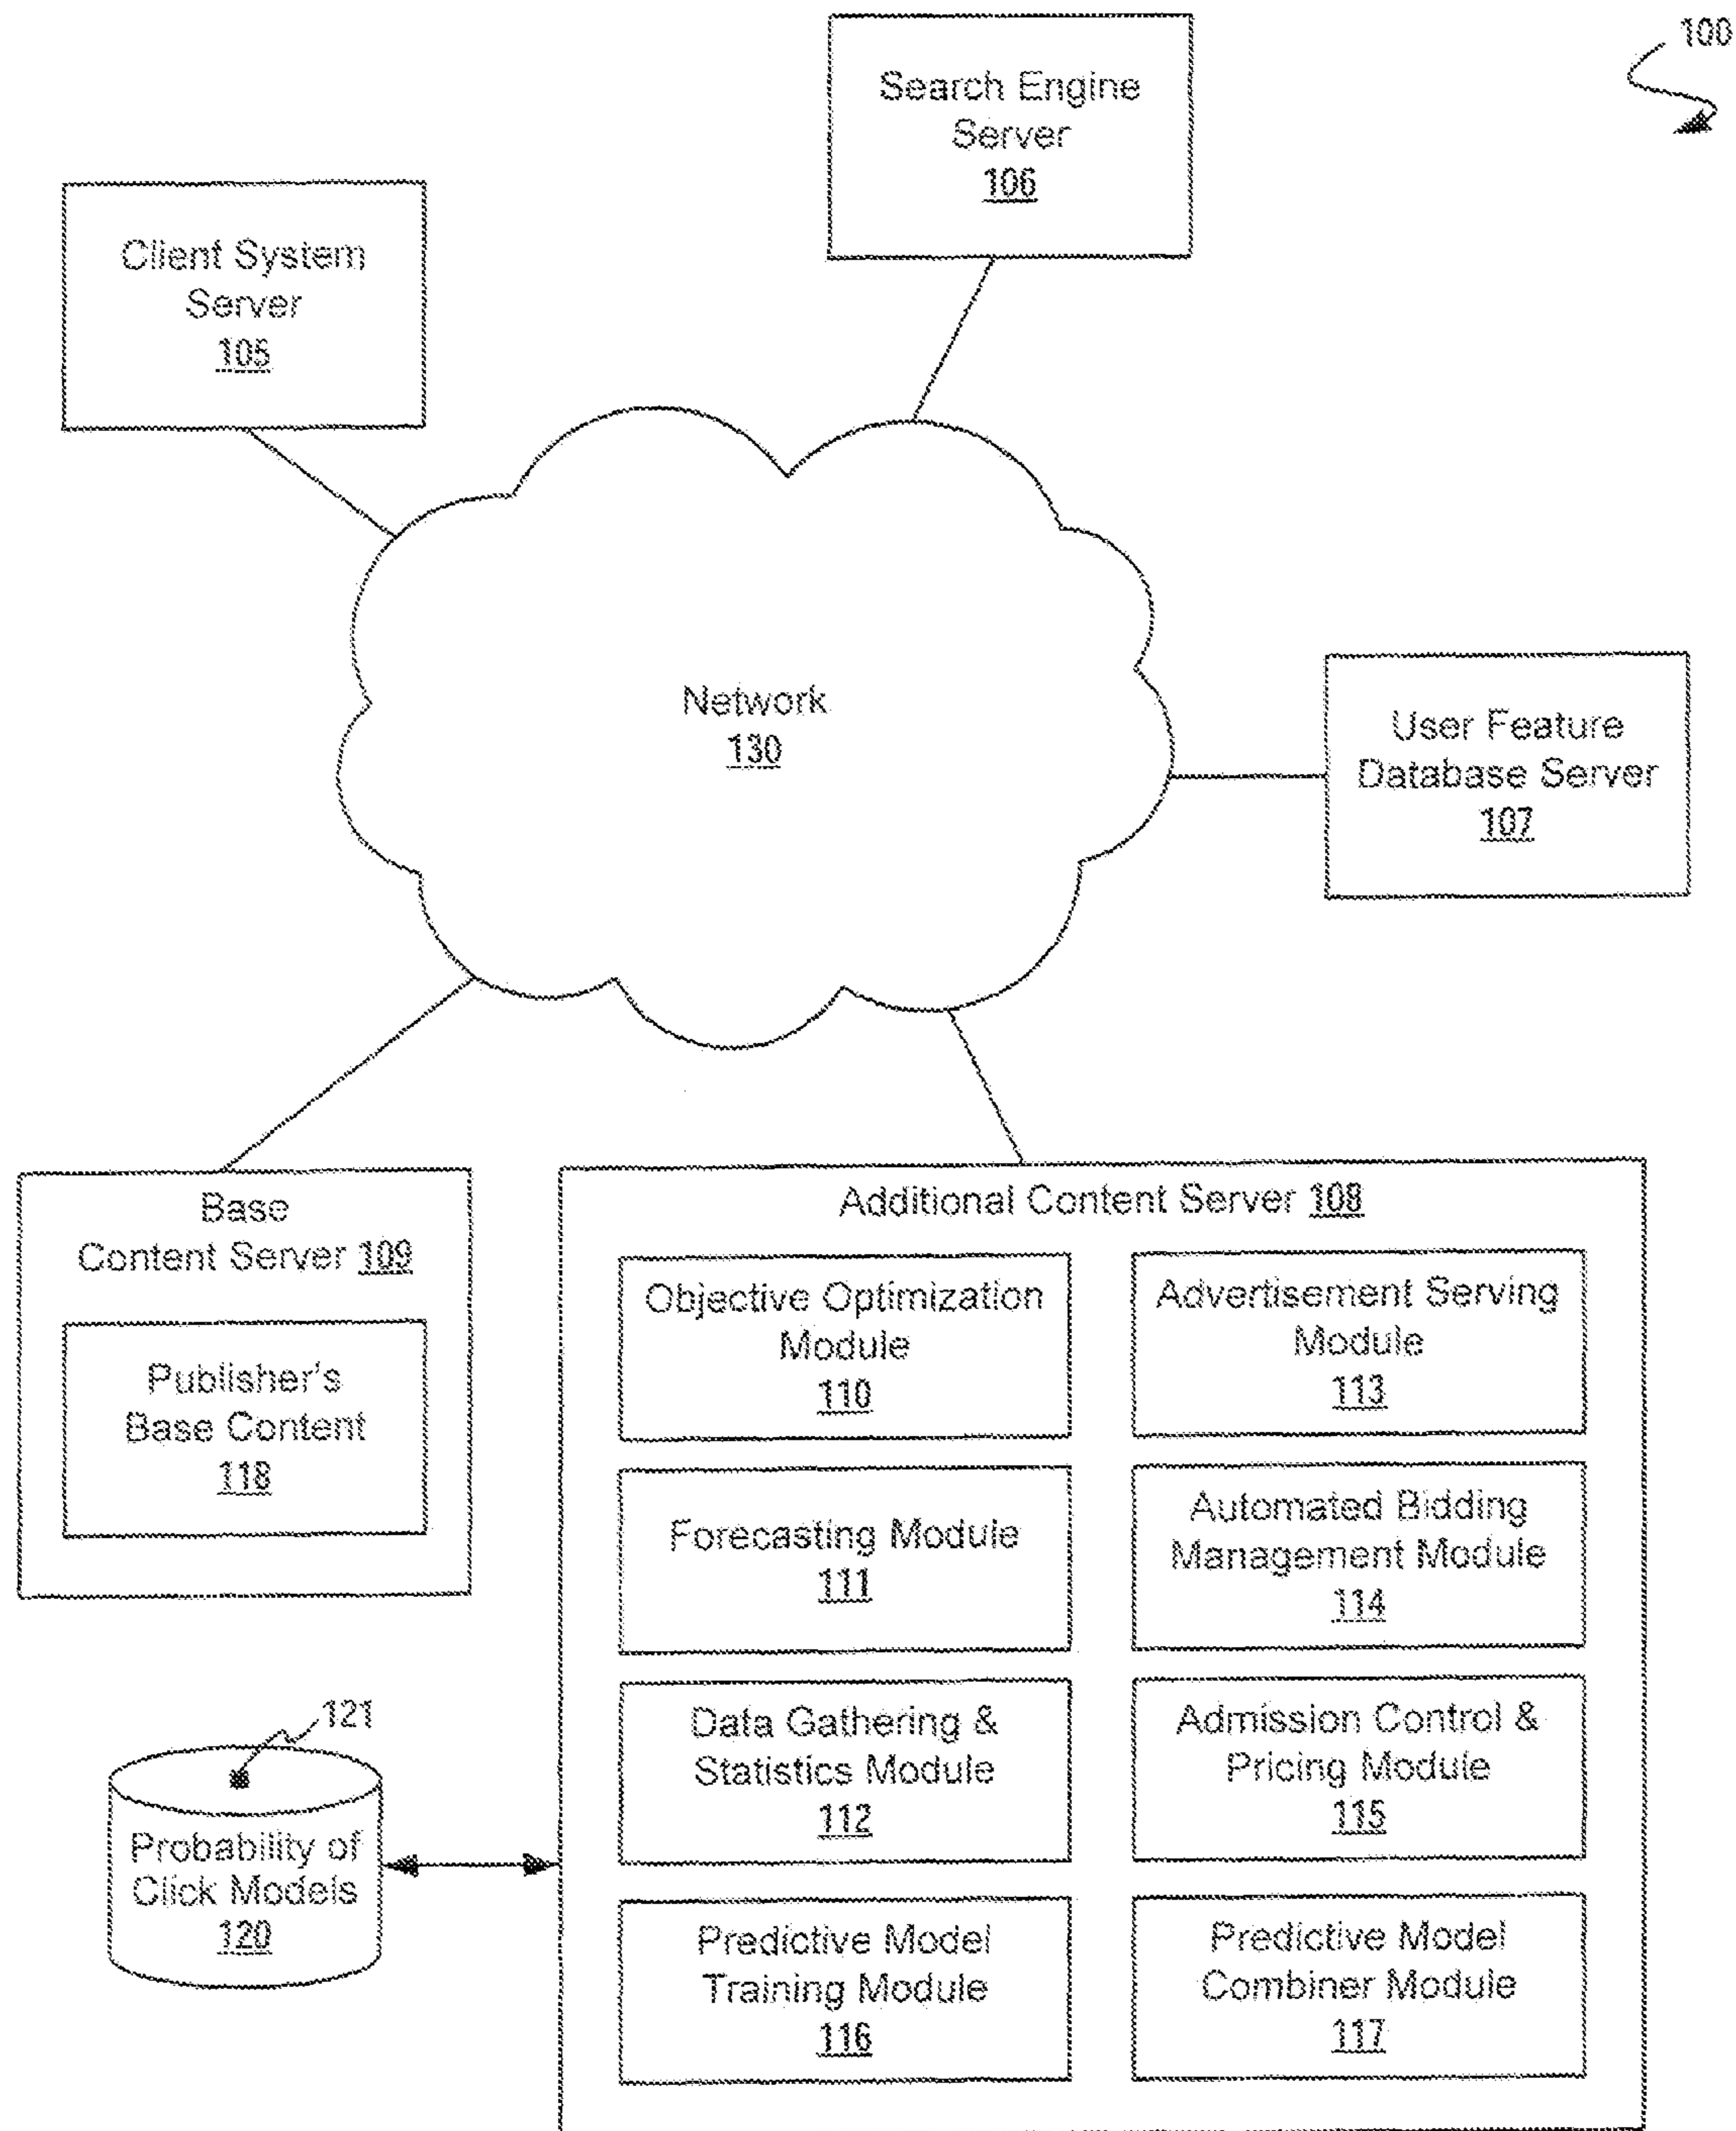 100
Search Engine
Server
106
Client System
Server
105
Network
130
User Feature
Database Server
107
Base
Content Server 109
Publisher's
Base Content
118
Additional Content Server 108
Objective Optimization
Module
110
Advertisement Serving
Module
113
Forecasting Module
111
Automated Bidding
Management Module
114
Data Gathering &
Statistics Module
112
Admission Control &
Pricing Module
115
Predictive Model
Training Module
116
Predictive Model
Combiner Module
117
121
Probability of
Click Models
120